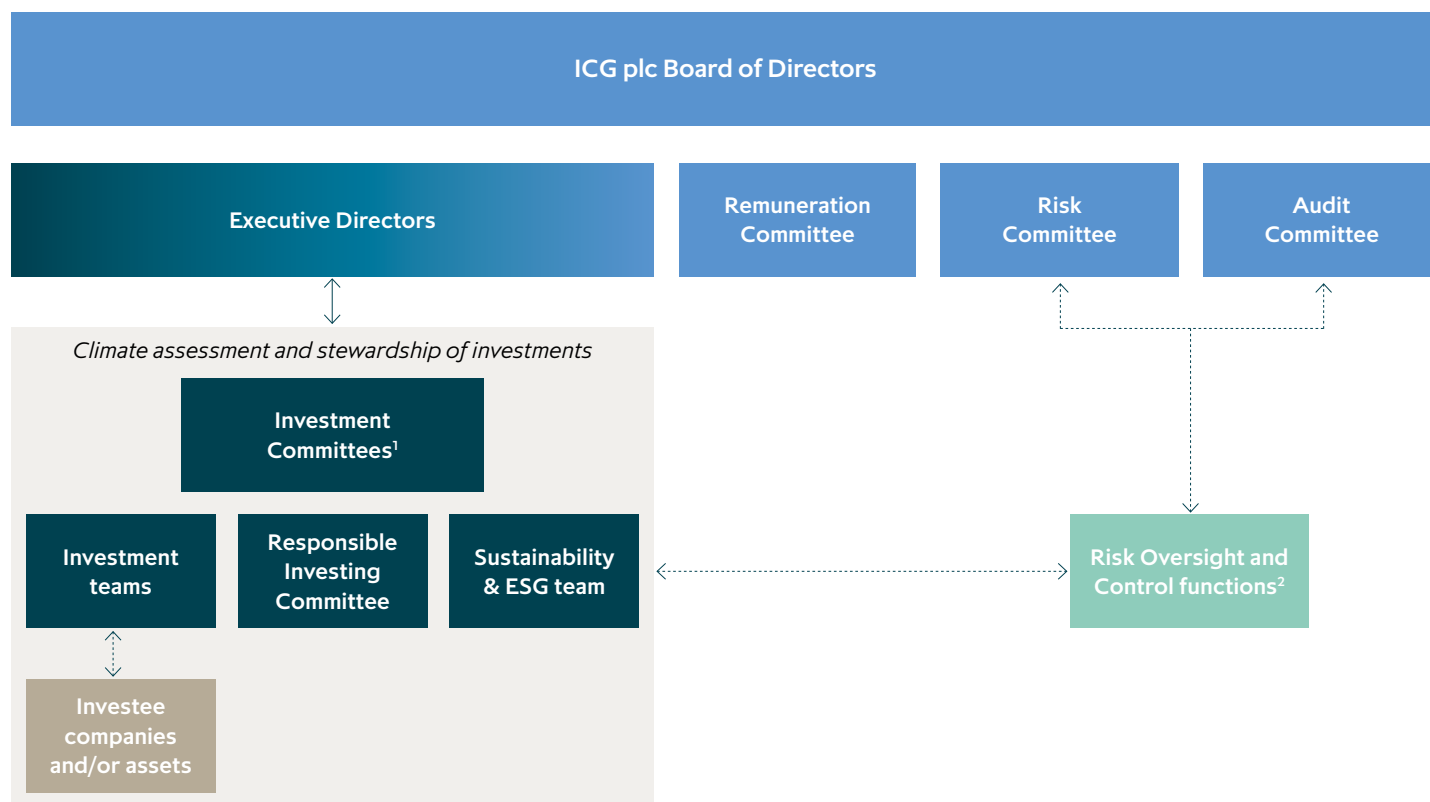 ICG plc Board of Directors
Executive Directors
Remuneration
Committee
Risk
Committee
Audit
Committee
Climate assessment and stewardship of investments
Investment
Committees¹
Investment
teams
Responsible
Investing
Committee
Sustainability
& ESG team
Risk Oversight and
Control functions²
Investee
companies
and/or assets